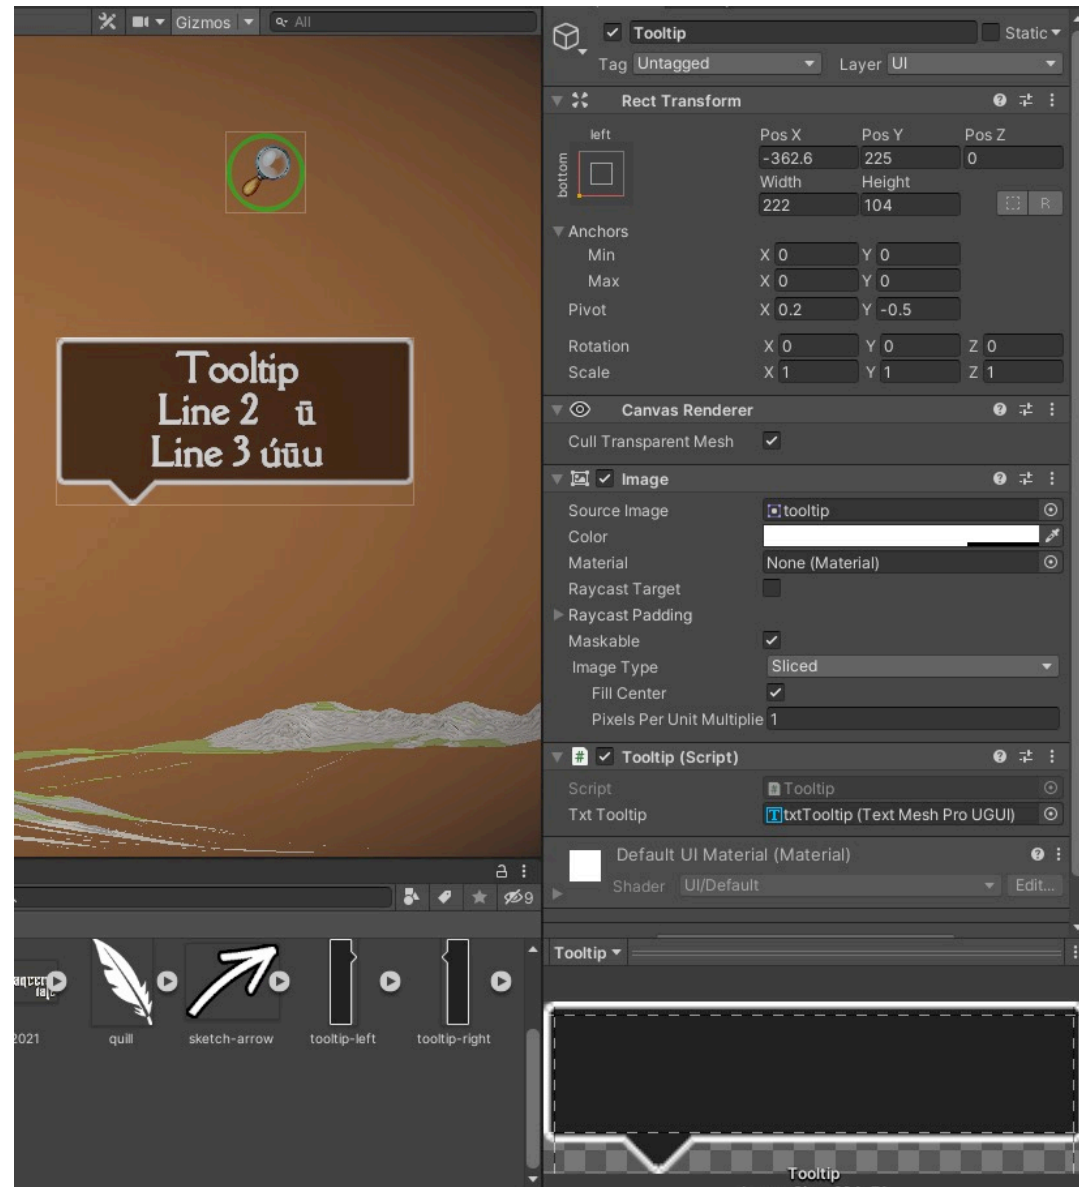 Gizmos
All
Tooltip
Line 2 ū
Line 3 úūu
9
2021
quill
sketch-arrow
tooltip-left
tooltip-right
Tooltip
Static
Tag Untagged
Layer UI
Rect Transform
left
bottom
Pos X Pos Y Pos Z
-362.6 225 0
Width Height
222 104
R
Anchors
Min X 0 Y 0
Max X 0 Y 0
Pivot X 0.2 Y -0.5
Rotation X 0 Y 0 Z 0
Scale X 1 Y 1 Z 1
Canvas Renderer
Cull Transparent Mesh
Image
Source Image tooltip
Color
Material None (Material)
Raycast Target
Raycast Padding
Maskable
Image Type Sliced
Fill Center
Pixels Per Unit Multiplie 1
# Tooltip (Script)
Script Tooltip
Txt Tooltip txtTooltip (Text Mesh Pro UGUI)
Default UI Material (Material)
Shader UI/Default Edit...
Tooltip
Tooltip